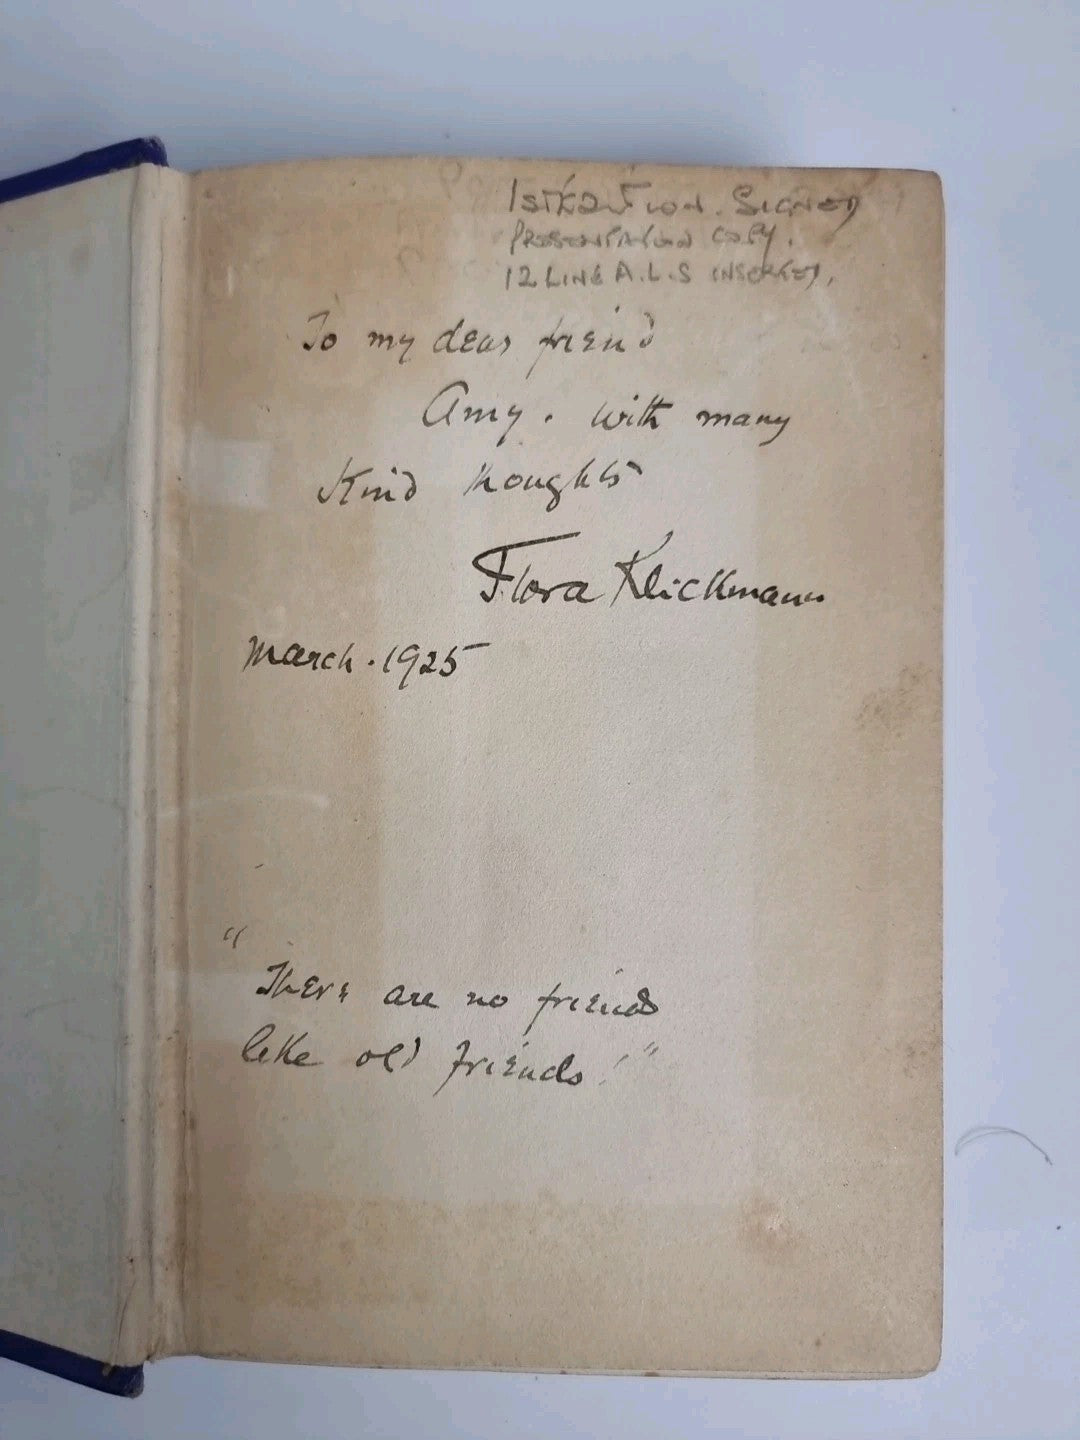 1ST EDITION. SIGNED
PRESENTATION COPY.
12 LINE A.L.S INSERTED.
To my dear friend
Amy. with many
Kind thoughts
Flora Klickmann
March. 1925
"There are no friends
like old friends!"